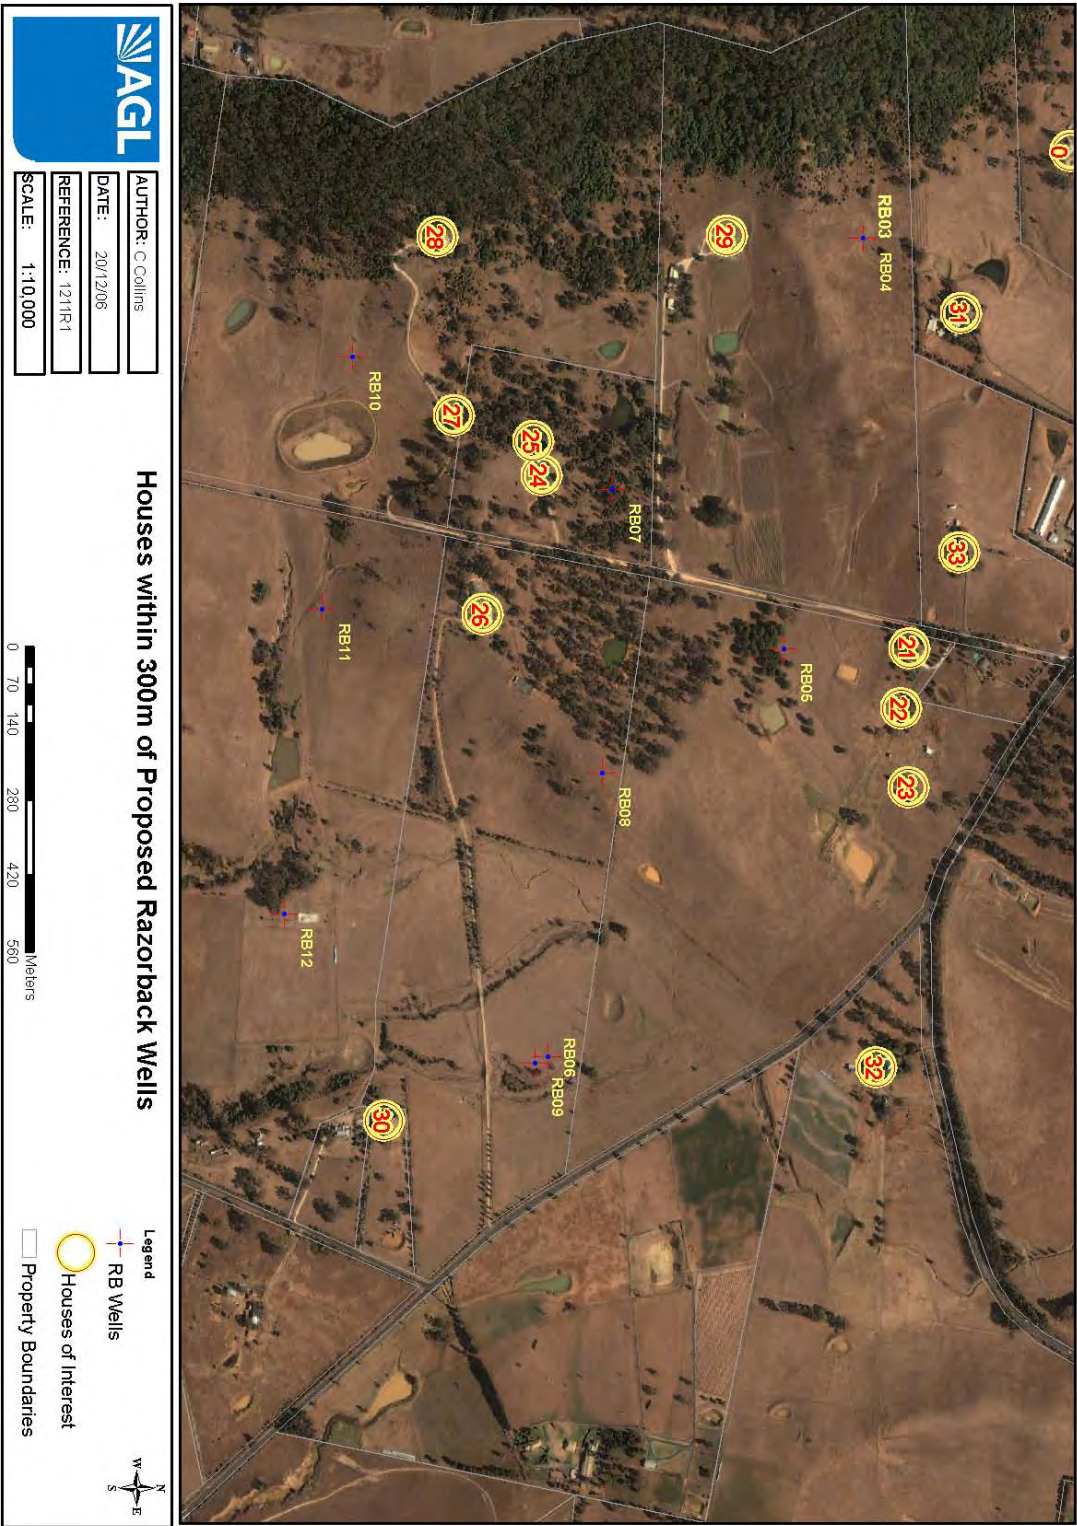 0
RB03 RB04
31
29
28
RB10
27
25
24
RB07
33
21
22
23
26
RB05
RB11
RB08
RB12
RB06
RB09
32
30
AGL
AUTHOR: C Collins
DATE: 20/12/06
REFERENCE: 1211R1
SCALE: 1:10,000
Houses within 300m of Proposed Razorback Wells
0 70 140 280 420 560
Meters
Legend
RB Wells
Houses of Interest
Property Boundaries
N
W E
S